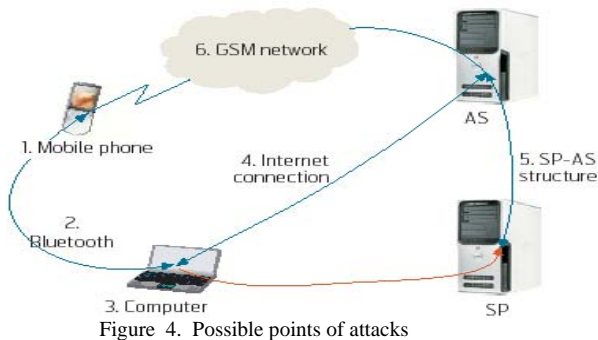 6. GSM network
AS
1. Mobile phone
4. Internet
connection
5. SP-AS
structure
2.
Bluetooth
3. Computer
SP
Figure 4. Possible points of attacks